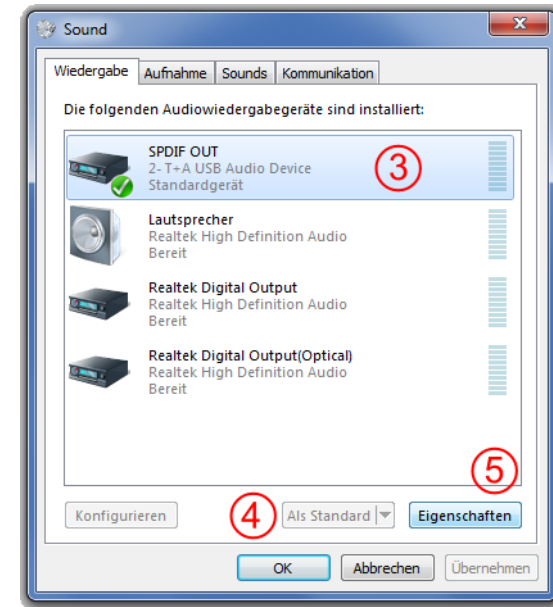 Sound
Wiedergabe Aufnahme Sounds Kommunikation
Die folgenden Audiowiedergabegeräte sind installiert:
SPDIF OUT
2- T+A USB Audio Device
Standardgerät
3
Lautsprecher
Realtek High Definition Audio
Bereit
Realtek Digital Output
Realtek High Definition Audio
Bereit
Realtek Digital Output(Optical)
Realtek High Definition Audio
Bereit
5
Konfigurieren 4 Als Standard Eigenschaften
OK Abbrechen Übernehmen